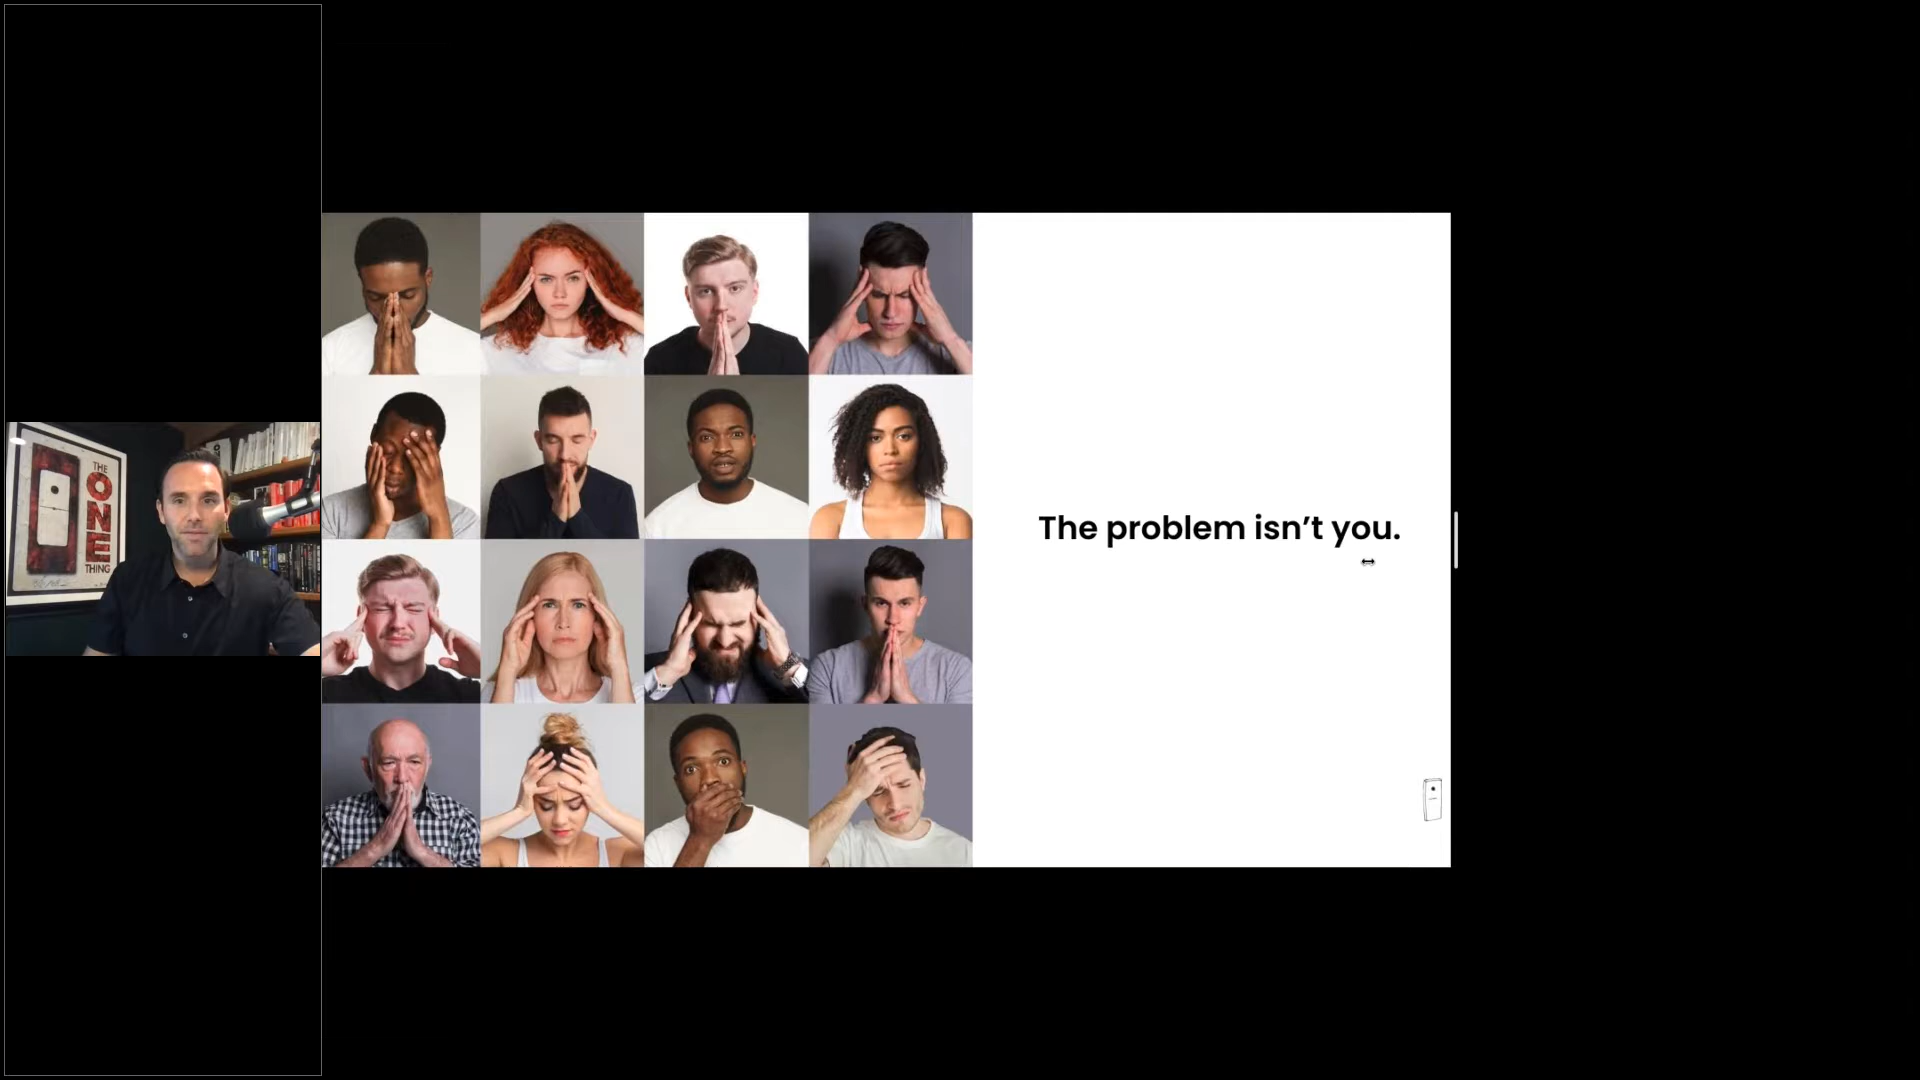 THE
ONE
THING
The problem isn’t you.